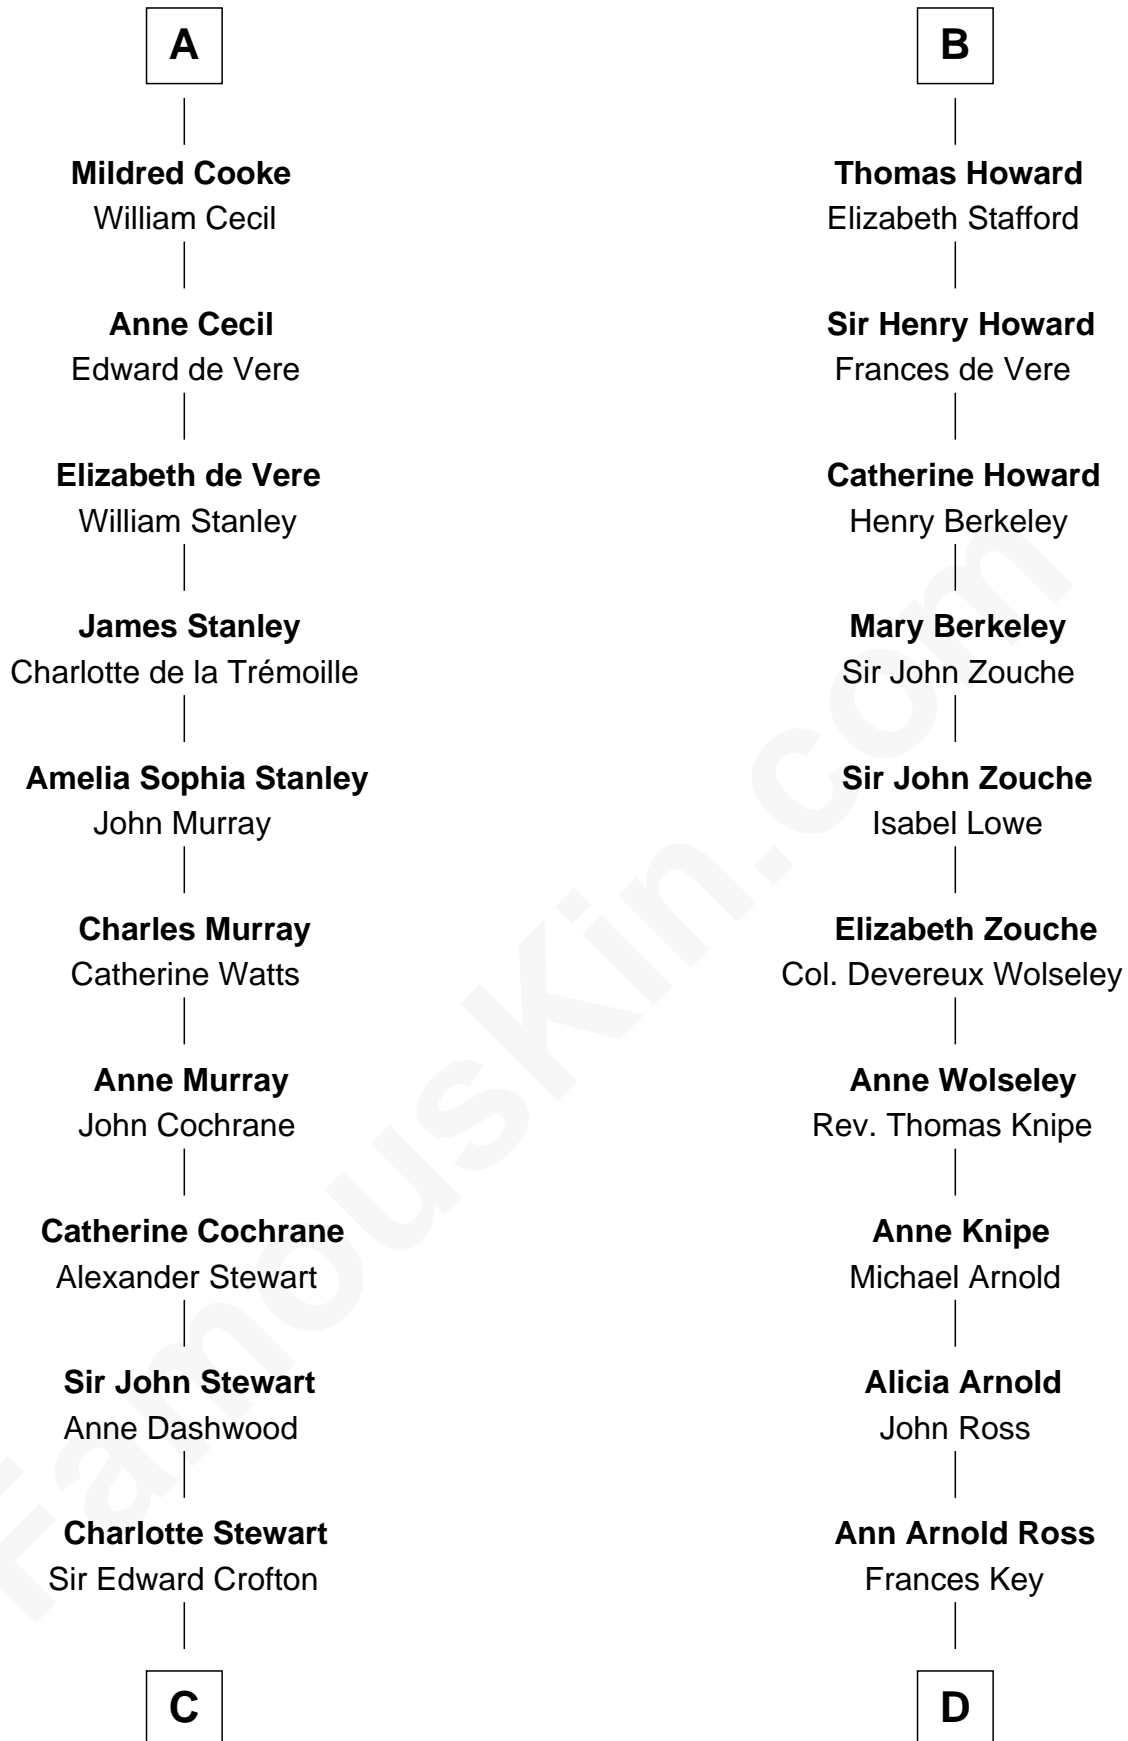 A
Mildred Cooke
William Cecil
Anne Cecil
Edward de Vere
Elizabeth de Vere
William Stanley
James Stanley
Charlotte de la Trémoille
Amelia Sophia Stanley
John Murray
Charles Murray
Catherine Watts
Anne Murray
John Cochrane
Catherine Cochrane
Alexander Stewart
Sir John Stewart
Anne Dashwood
Charlotte Stewart
Sir Edward Crofton
C
B
Thomas Howard
Elizabeth Stafford
Sir Henry Howard
Frances de Vere
Catherine Howard
Henry Berkeley
Mary Berkeley
Sir John Zouche
Sir John Zouche
Isabel Lowe
Elizabeth Zouche
Col. Devereux Wolseley
Anne Wolseley
Rev. Thomas Knipe
Anne Knipe
Michael Arnold
Alicia Arnold
John Ross
Ann Arnold Ross
Frances Key
D
FamousKin.com